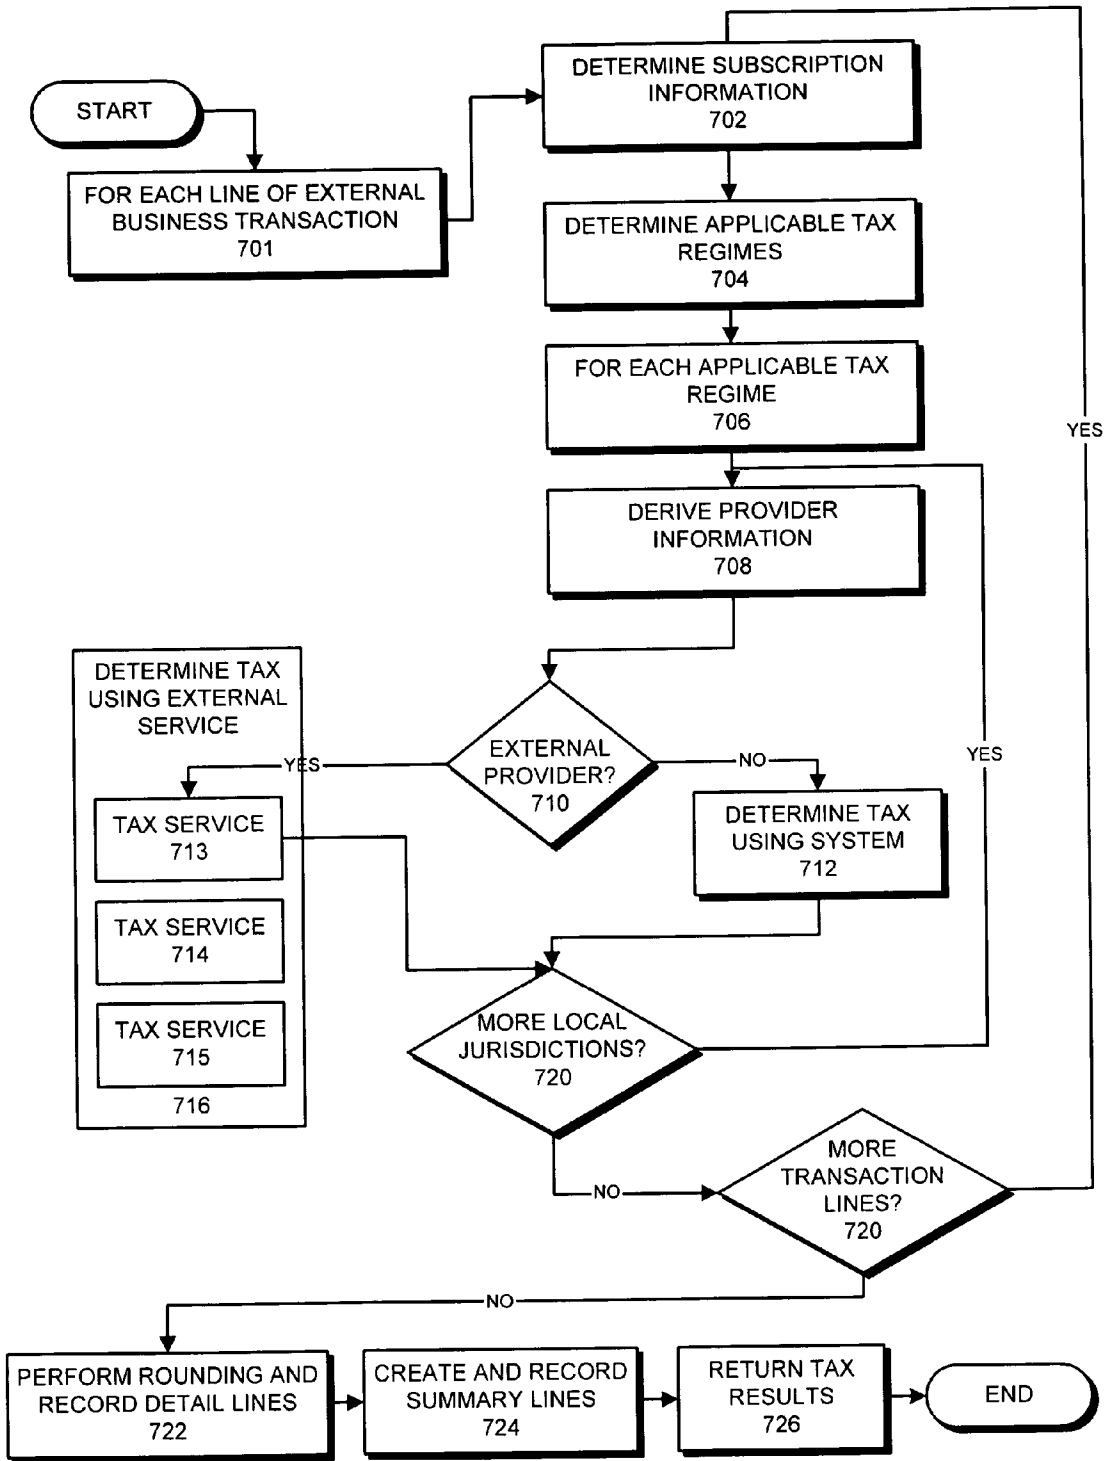 START
FOR EACH LINE OF EXTERNAL
BUSINESS TRANSACTION
701
DETERMINE SUBSCRIPTION
INFORMATION
702
DETERMINE APPLICABLE TAX
REGIMES
704
FOR EACH APPLICABLE TAX
REGIME
706
YES
DERIVE PROVIDER
INFORMATION
708
DETERMINE TAX
USING EXTERNAL
SERVICE
YES
EXTERNAL
PROVIDER?
710
NO
YES
TAX SERVICE
713
DETERMINE TAX
USING SYSTEM
712
TAX SERVICE
714
TAX SERVICE
715
716
MORE LOCAL
JURISDICTIONS?
720
NO
MORE
TRANSACTION
LINES?
720
NO
PERFORM ROUNDING AND
RECORD DETAIL LINES
722
CREATE AND RECORD
SUMMARY LINES
724
RETURN TAX
RESULTS
726
END